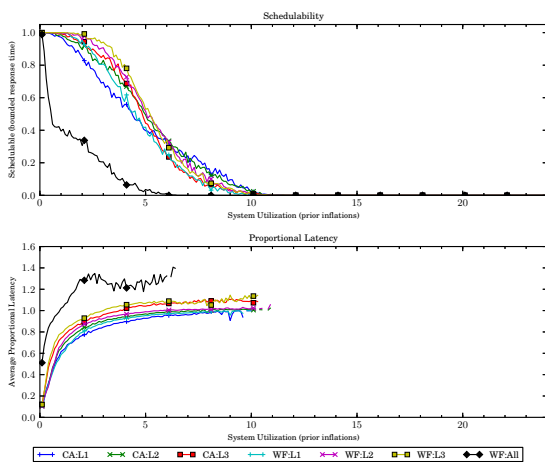 Schedulability
Schedulable (bounded response time)
1.0
0.8
0.6
0.4
0.2
0.0
0 5 10 15 20
System Utilization (prior inflations)
Proportional Latency
Average Proportional Latency
1.6
1.4
1.2
1.0
0.8
0.6
0.4
0.2
0.0
0 5 10 15 20
System Utilization (prior inflations)
CA:L1 CA:L2 CA:L3 WF:L1 WF:L2 WF:L3 WF:All